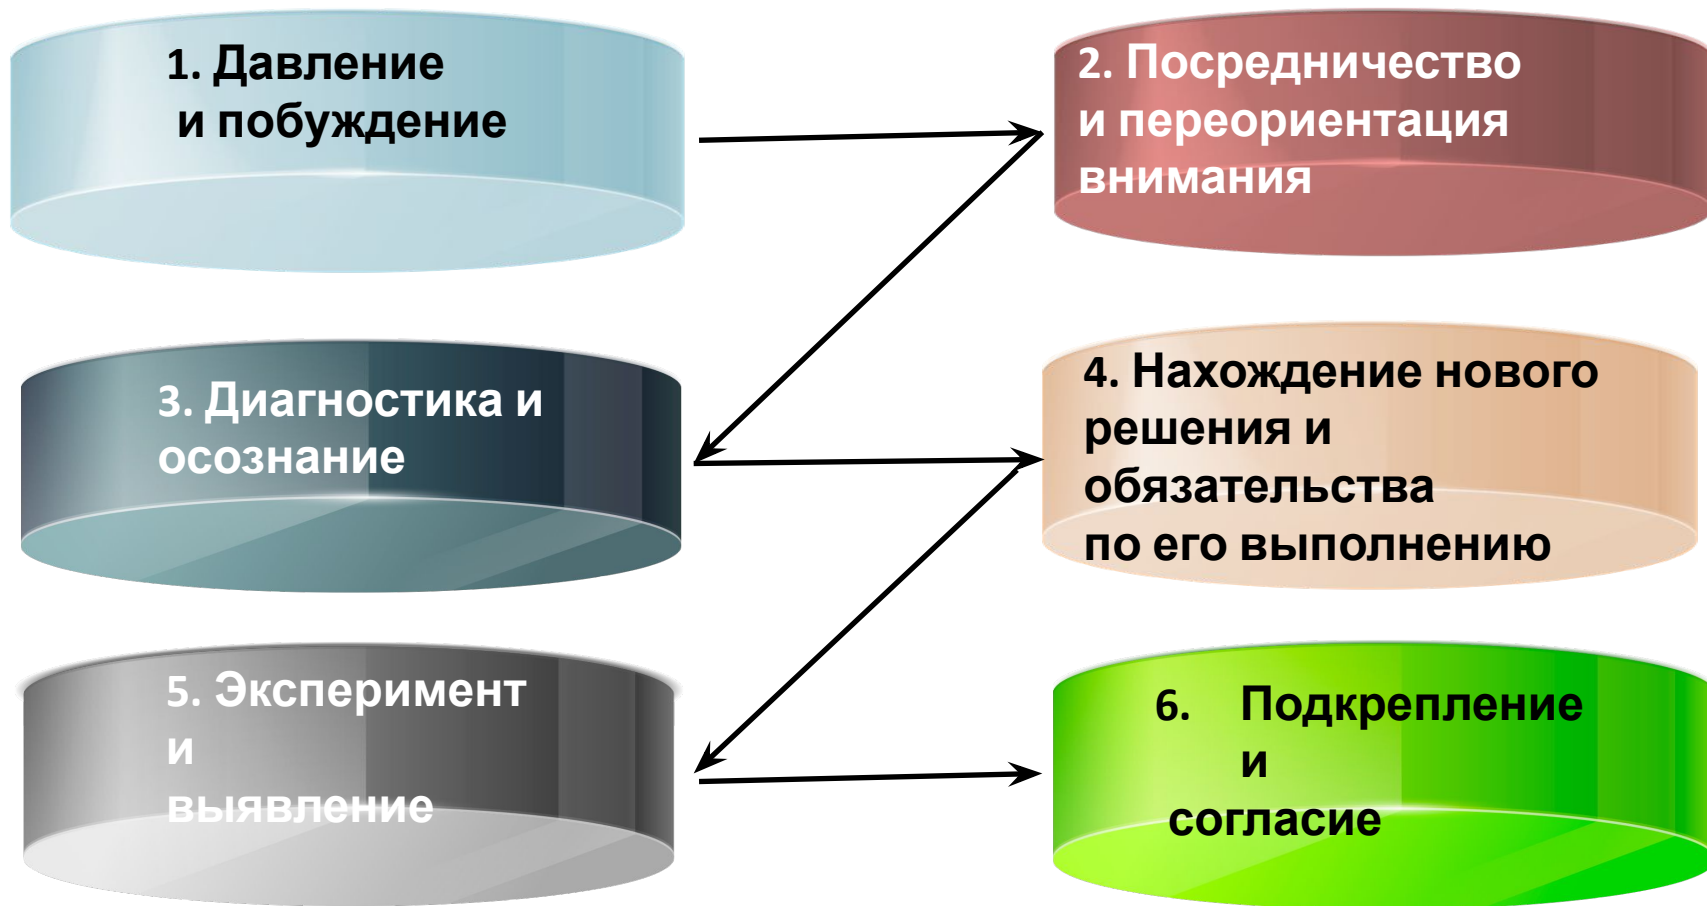 1. Давление
и побуждение
2. Посредничество
и переориентация
внимания
3. Диагностика и
осознание
4. Нахождение нового
решения и
обязательства
по его выполнению
5. Эксперимент
и
выявление
6. Подкрепление
и
согласие